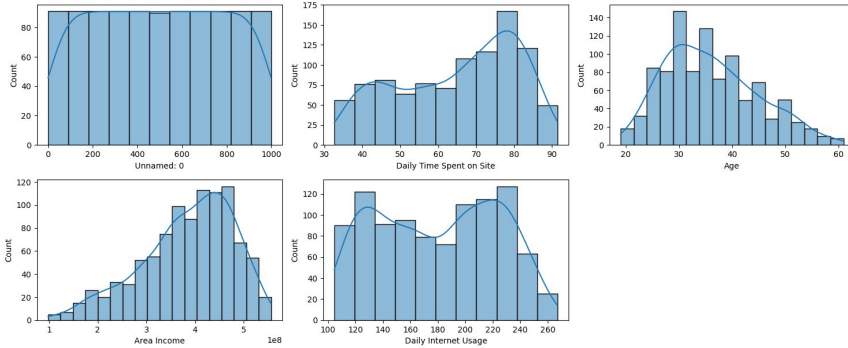 80
60
40
20
0
Count
0 200 400 600 800 1000
Unnamed: 0
175
150
125
100
75
50
25
0
Count
30 40 50 60 70 80 90
Daily Time Spent on Site
140
120
100
80
60
40
20
0
Count
20 30 40 50 60
Age
120
100
80
60
40
20
0
Count
1 2 3 4 5
1e8
Area Income
120
100
80
60
40
20
0
Count
100 120 140 160 180 200 220 240 260
Daily Internet Usage